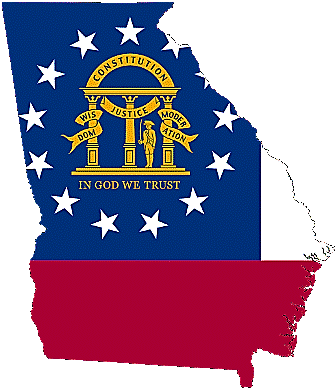 CONSTITUTION
WIS
DOM
JUSTICE
MODER
ATION
IN GOD WE TRUST